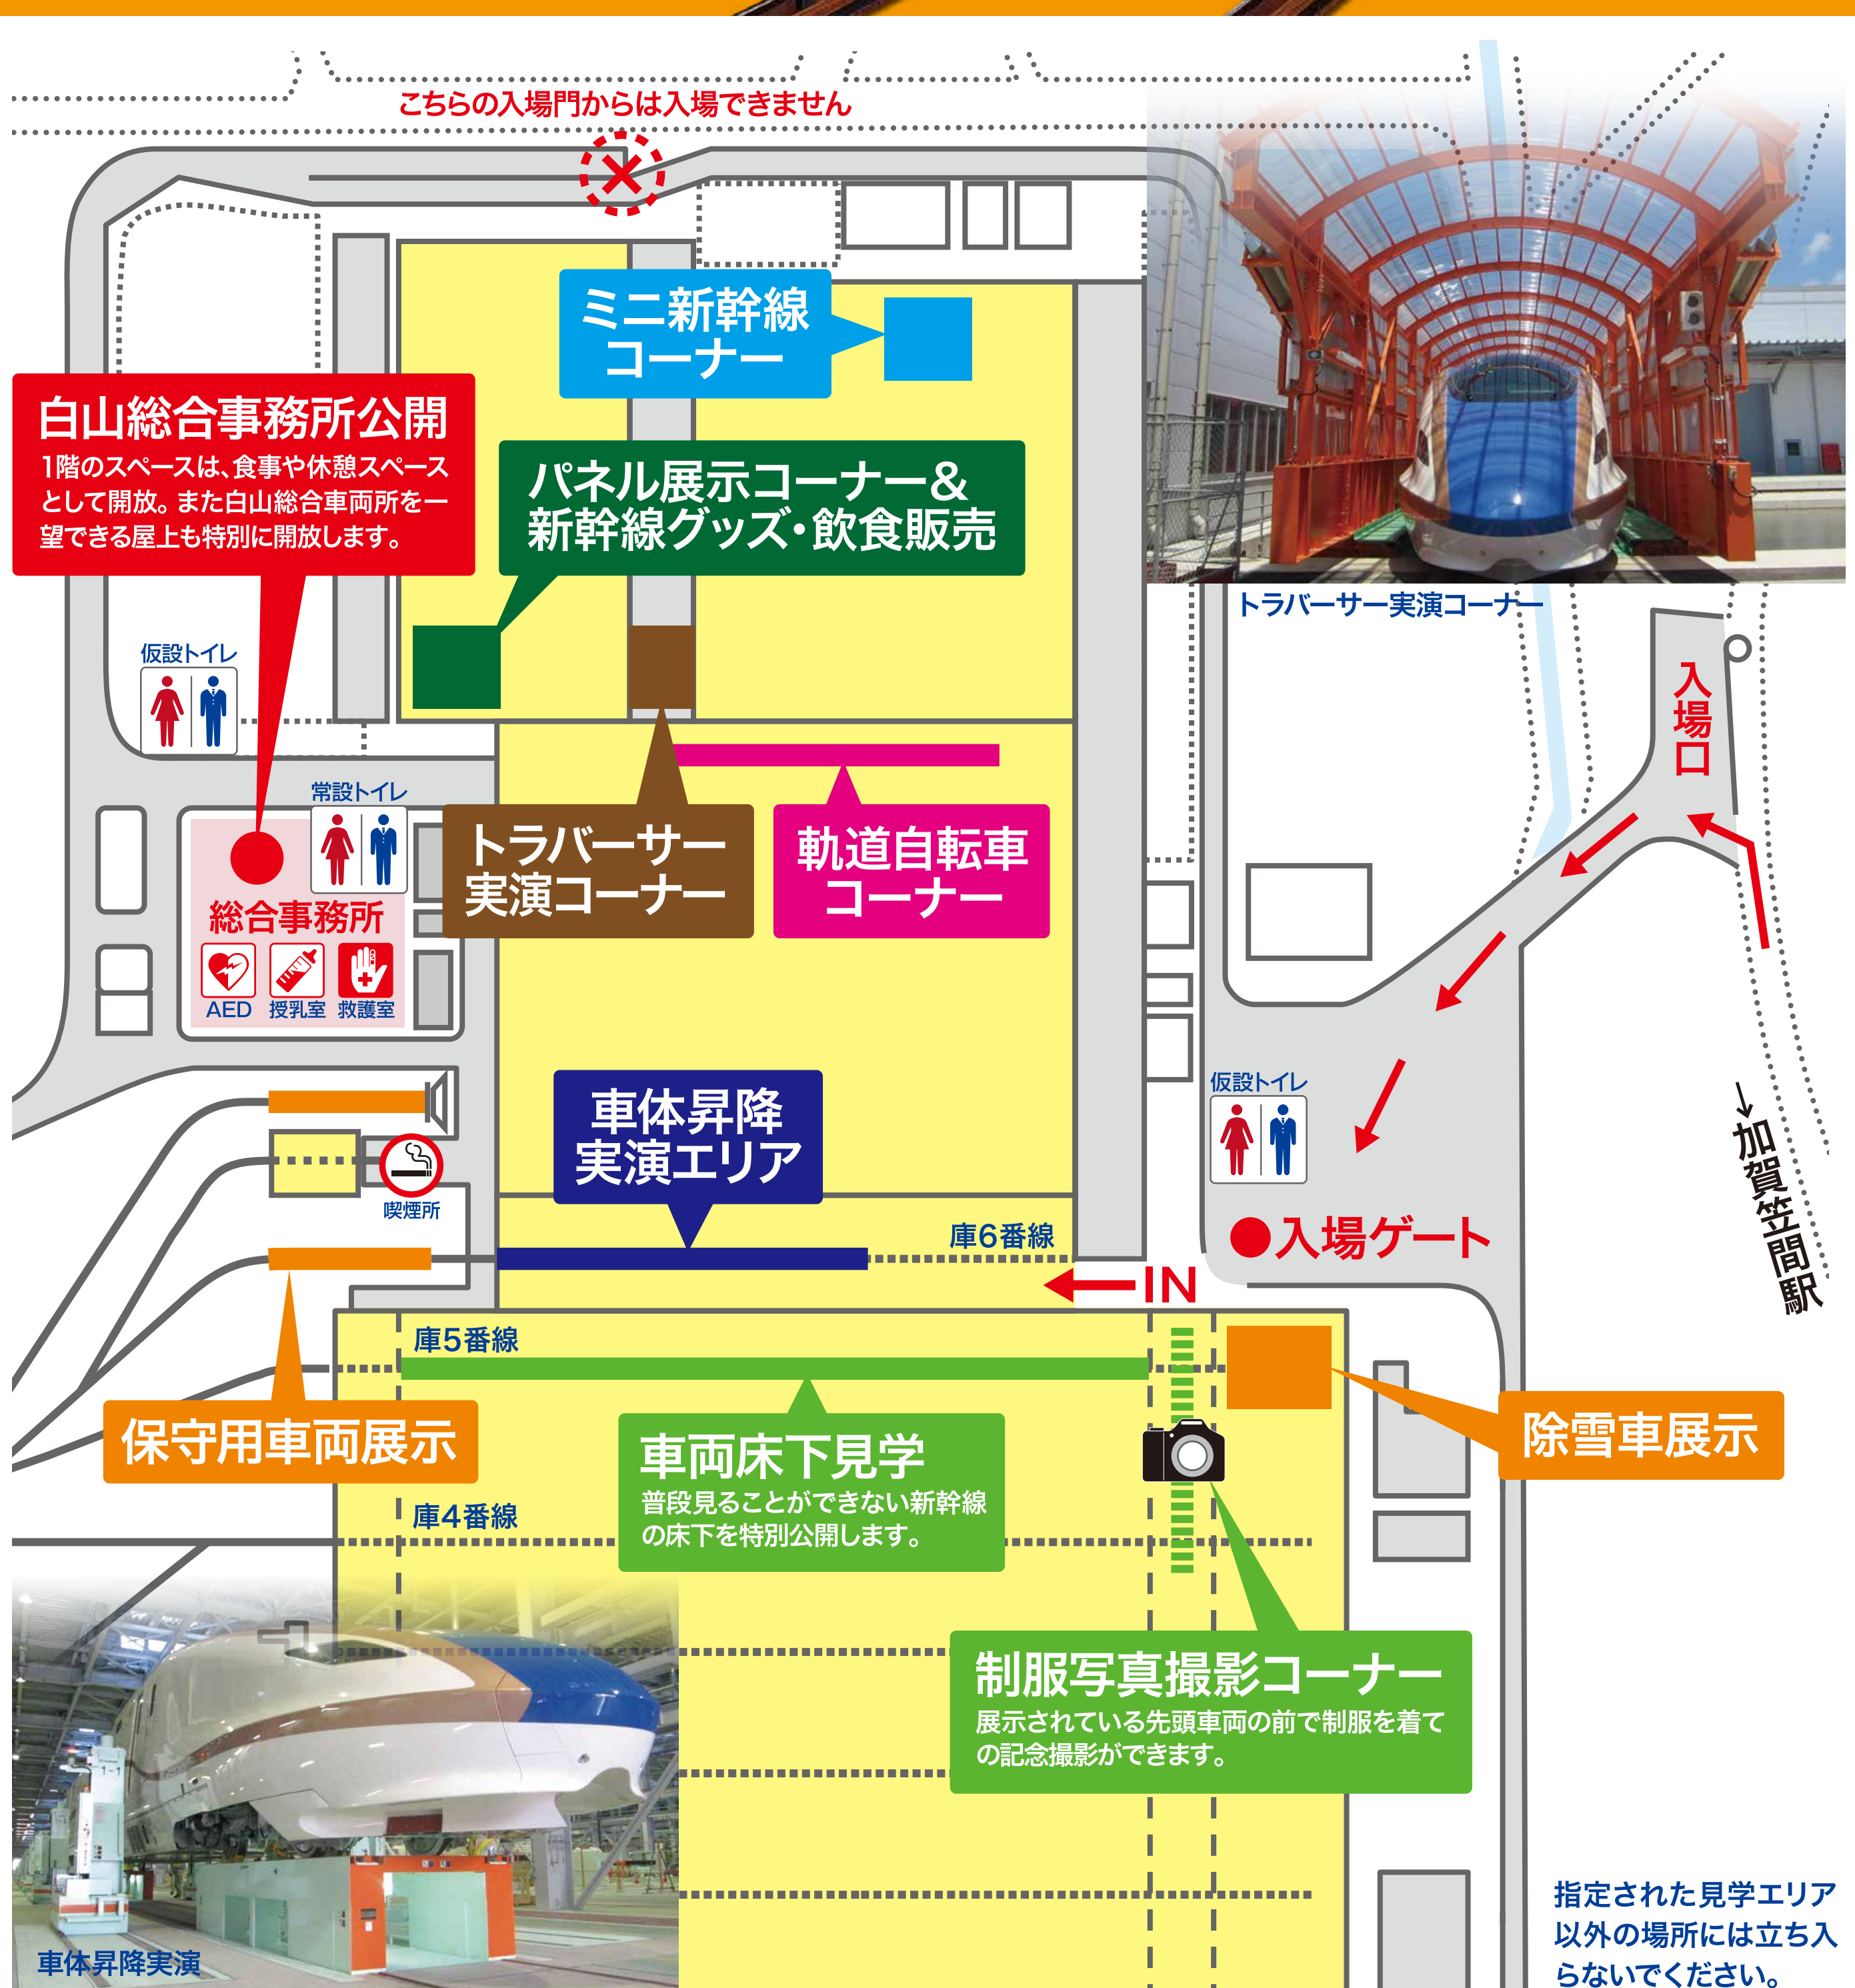 こちらの入場門からは入場できません
ミニ新幹線
コーナー
白山総合事務所公開
1階のスペースは、食事や休憩スペース
として開放。また白山総合車両所を一
望できる屋上も特別に開放します。
パネル展示コーナー&
新幹線グッズ・飲食販売
トラバーサー実演コーナー
仮設トイレ
入場口
常設トイレ
トラバーサー
実演コーナー
軌道自転車
コーナー
総合事務所
AED
授乳室
救護室
車体昇降
実演エリア
仮設トイレ
←加賀笠間駅
喫煙所
庫6番線
●入場ゲート
←IN
庫5番線
保守用車両展示
車両床下見学
普段見ることができない新幹線
の床下を特別公開します。
除雪車展示
庫4番線
制服写真撮影コーナー
展示されている先頭車両の前で制服を着て
の記念撮影ができます。
1-1
車体昇降実演
指定された見学エリア
以外の場所には立ち入
らないでください。